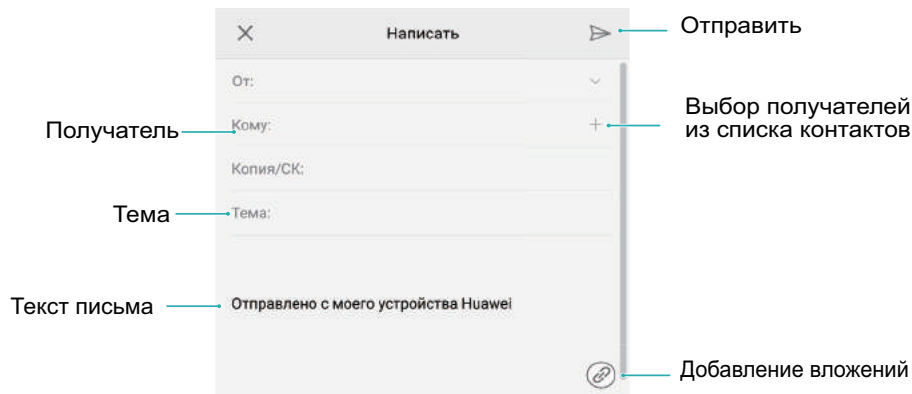 Написать
Отправить
От:
Выбор получателей
из списка контактов
Получатель
Кому:
Копия/СК:
Тема
Тема:
Текст письма
Отправлено с моего устройства Huawei
Добавление вложений